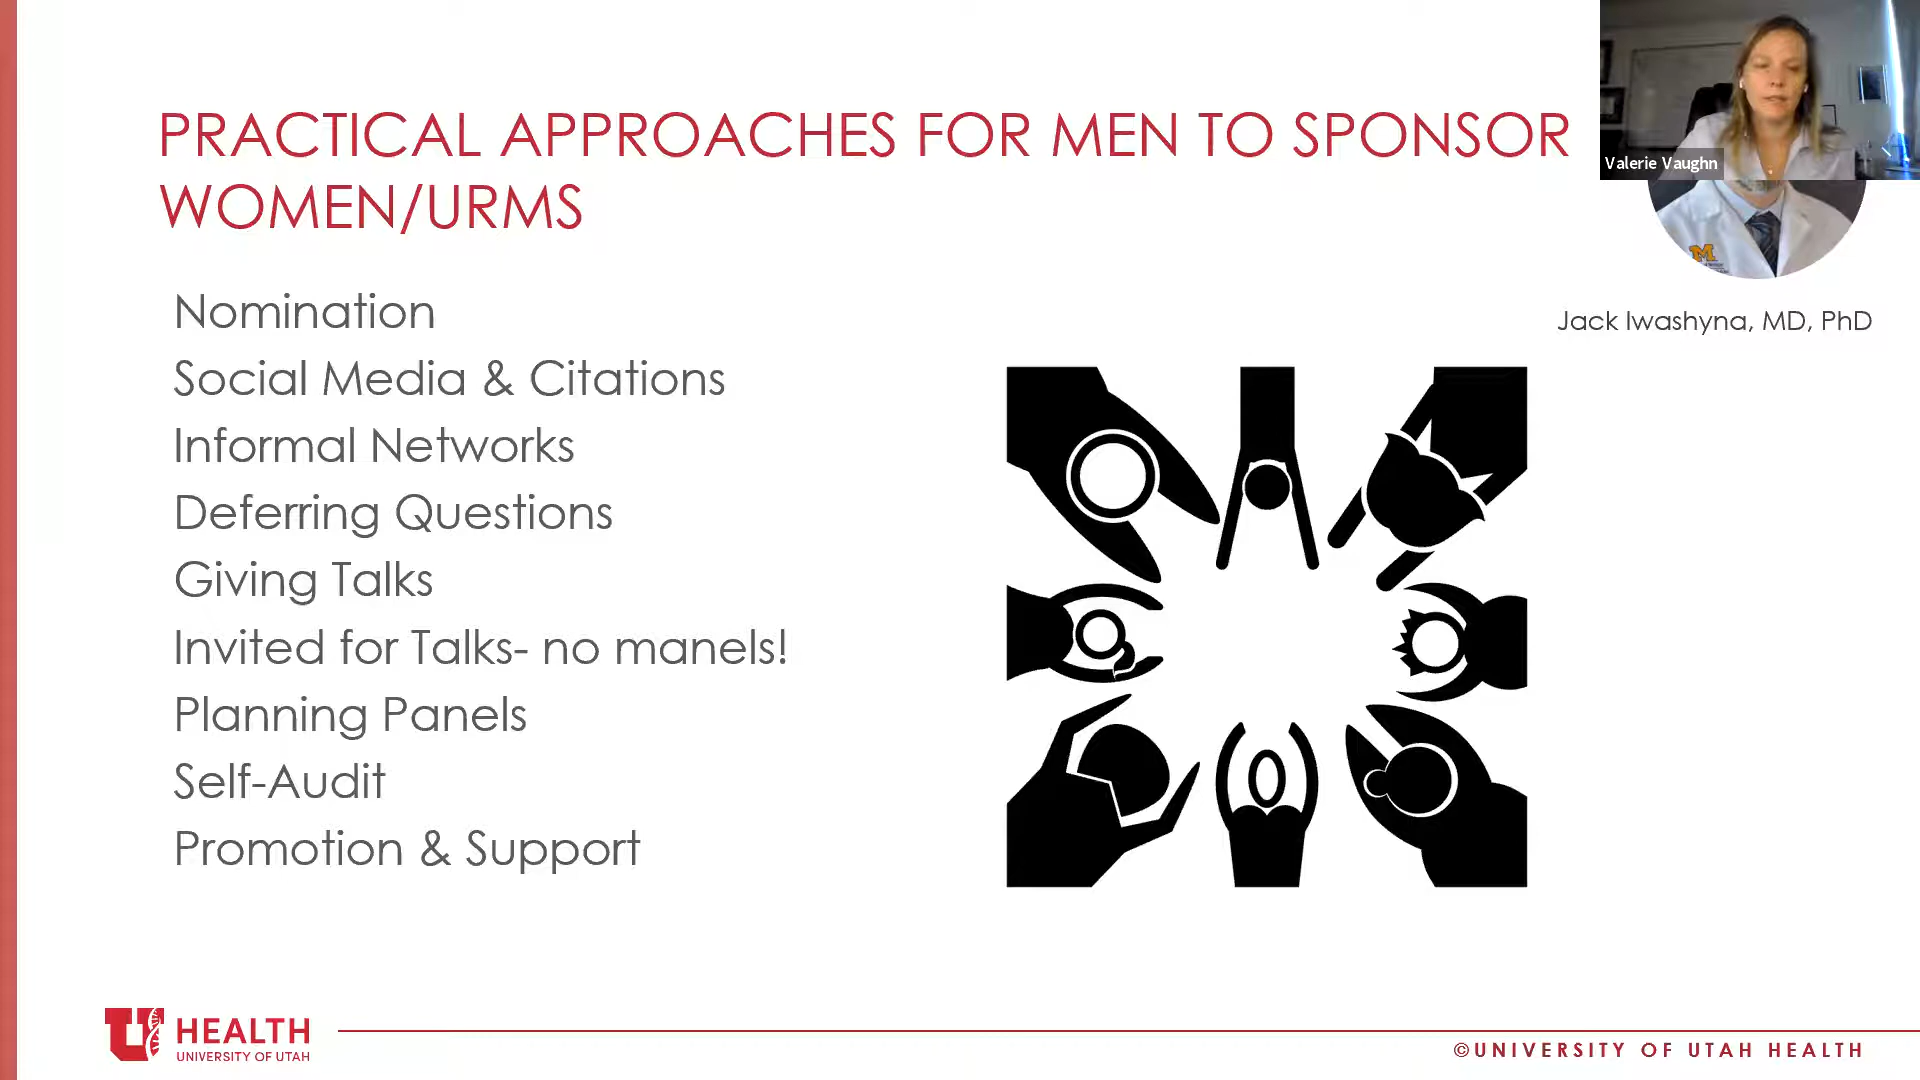 PRACTICAL APPROACHES FOR MEN TO SPONSOR
WOMEN/URMS
Valerie Vaughn
M
Jack Iwashyna, MD, PhD
Nomination
Social Media & Citations
Informal Networks
Deferring Questions
Giving Talks
Invited for Talks- no manels!
Planning Panels
Self-Audit
Promotion & Support
U HEALTH
UNIVERSITY OF UTAH
©UNIVERSITY OF UTAH HEALTH